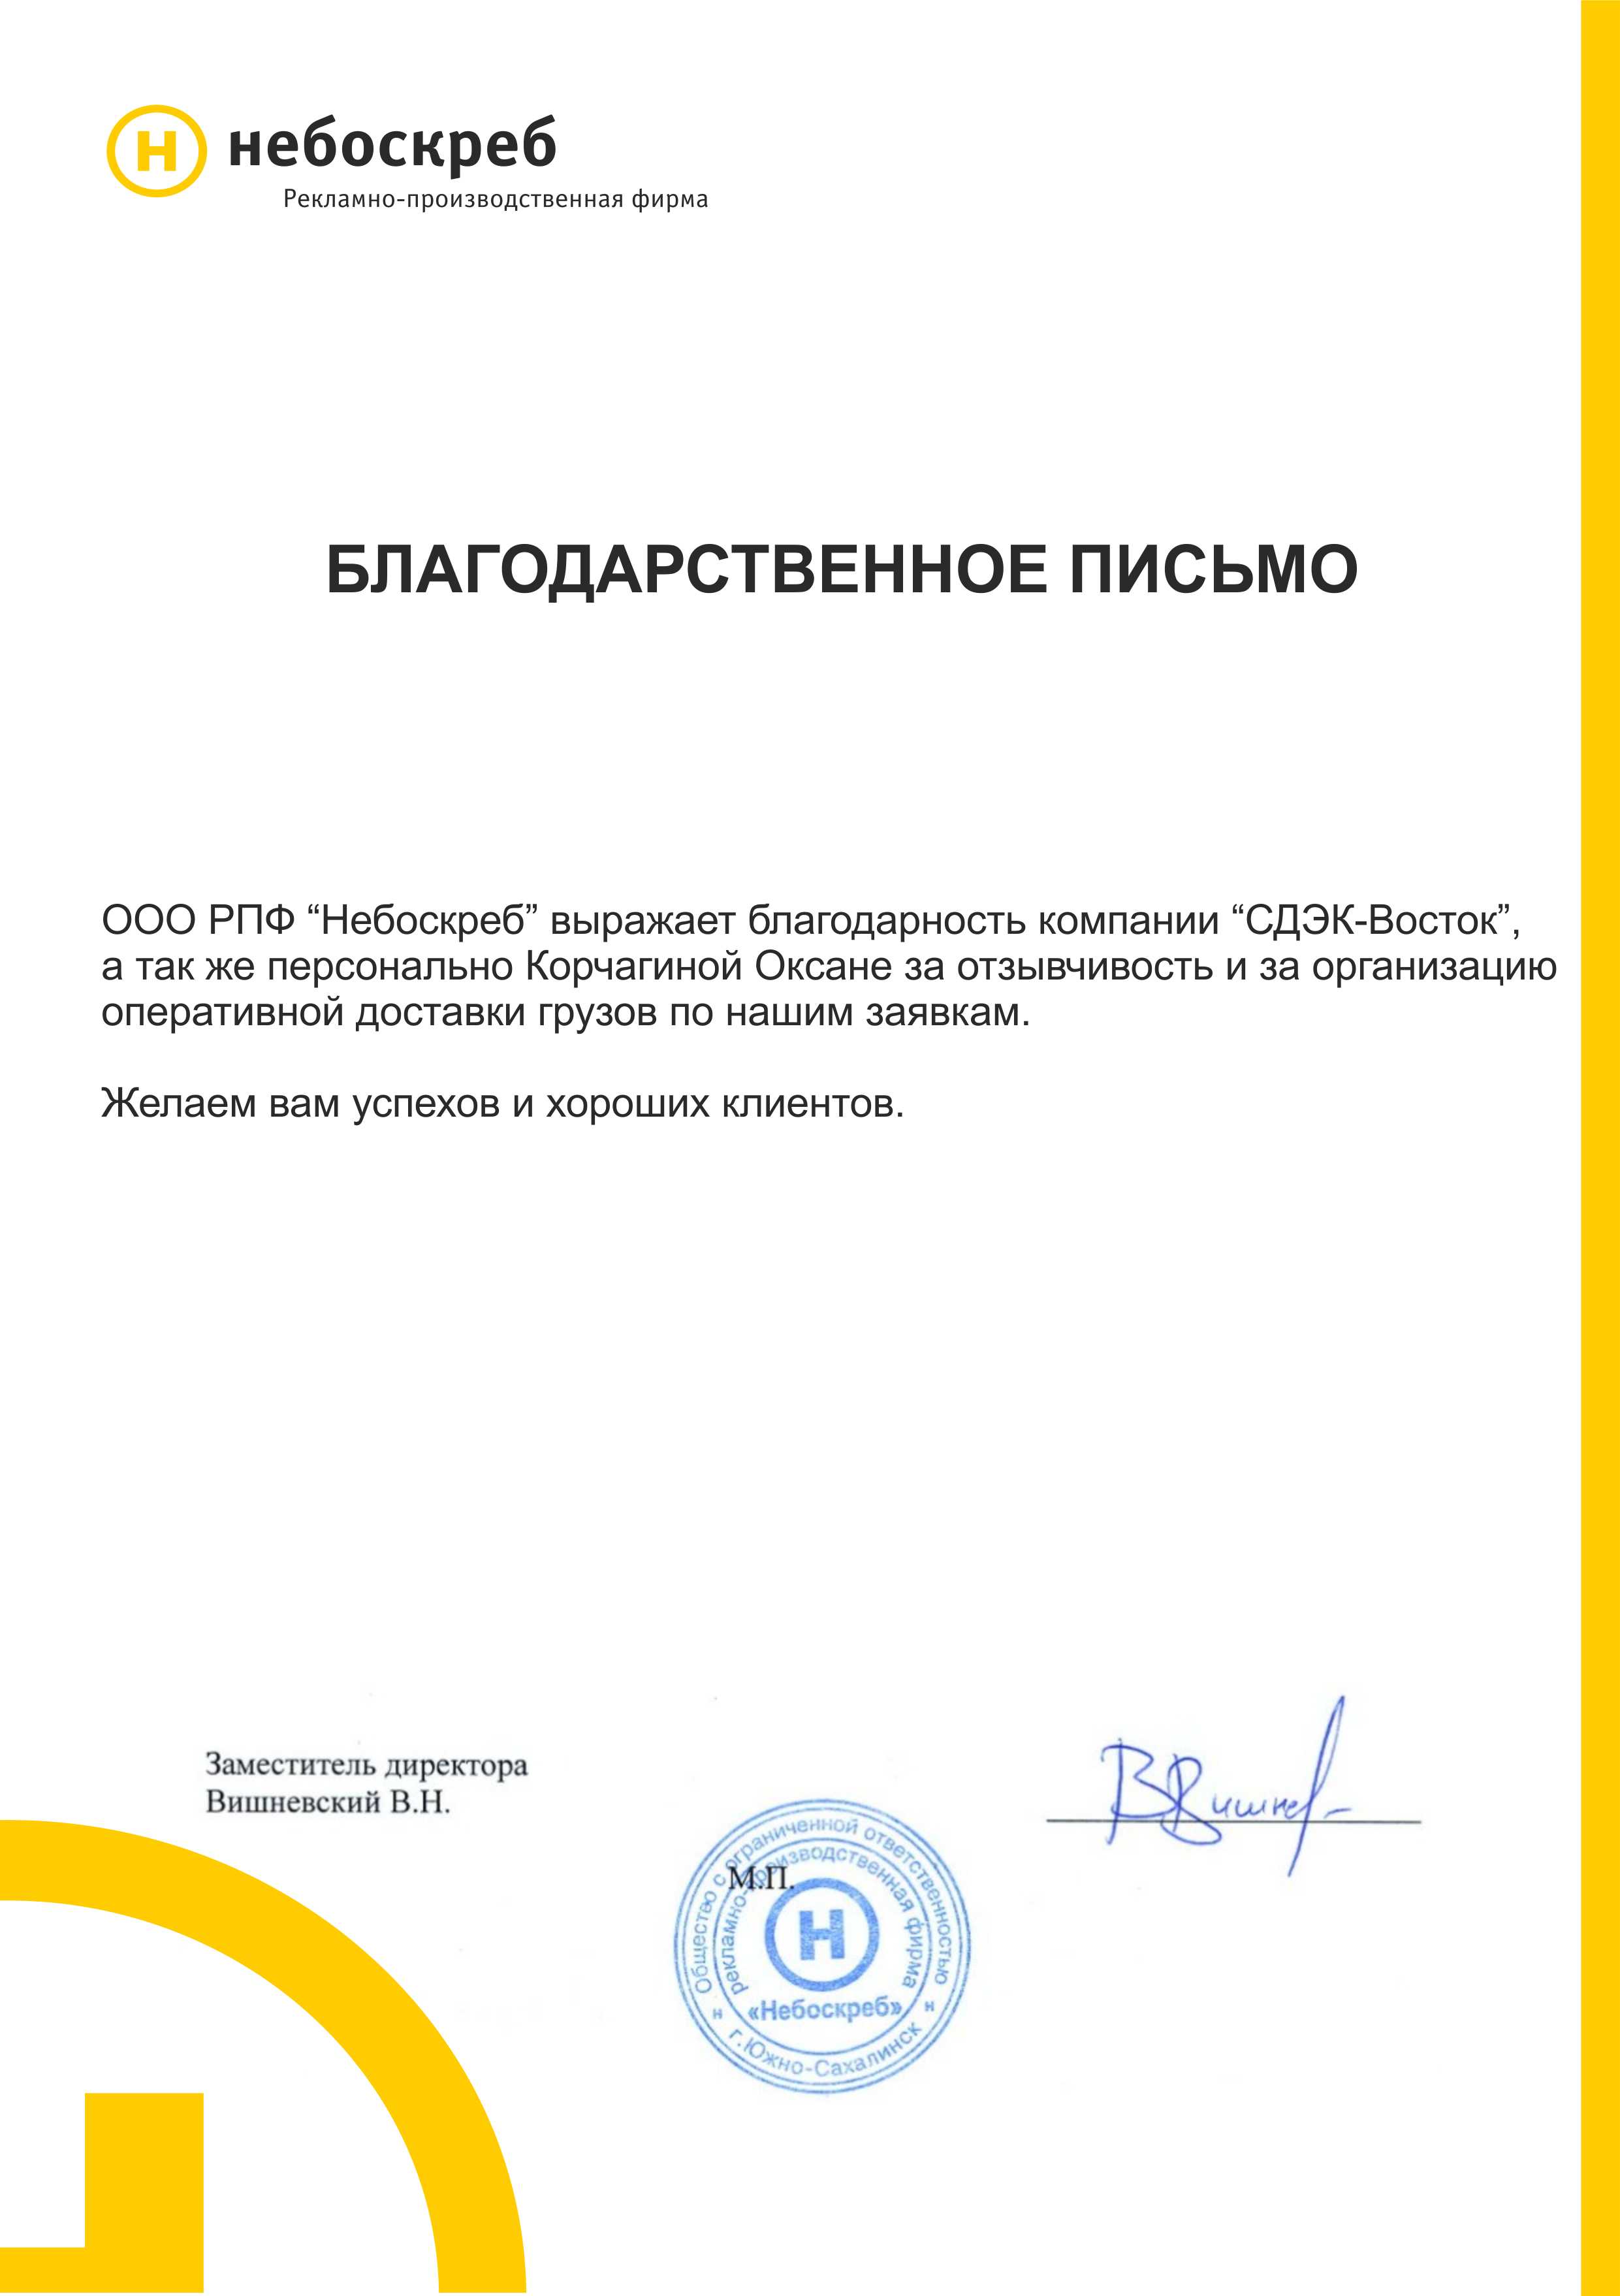 Н небоскреб
Рекламно-производственная фирма
БЛАГОДАРСТВЕННОЕ ПИСЬМО
ООО РПФ “Небоскреб” выражает благодарность компании “СДЭК-Восток”,
а так же персонально Корчагиной Оксане за отзывчивость и за организацию
оперативной доставки грузов по нашим заявкам.
Желаем вам успехов и хороших клиентов.
Заместитель директора
Вишневский В.Н.
М.П.
Общество с ограниченной ответственностью
рекламно-производственная фирма
Н
«Небоскреб»
н г.Южно-Сахалинск н